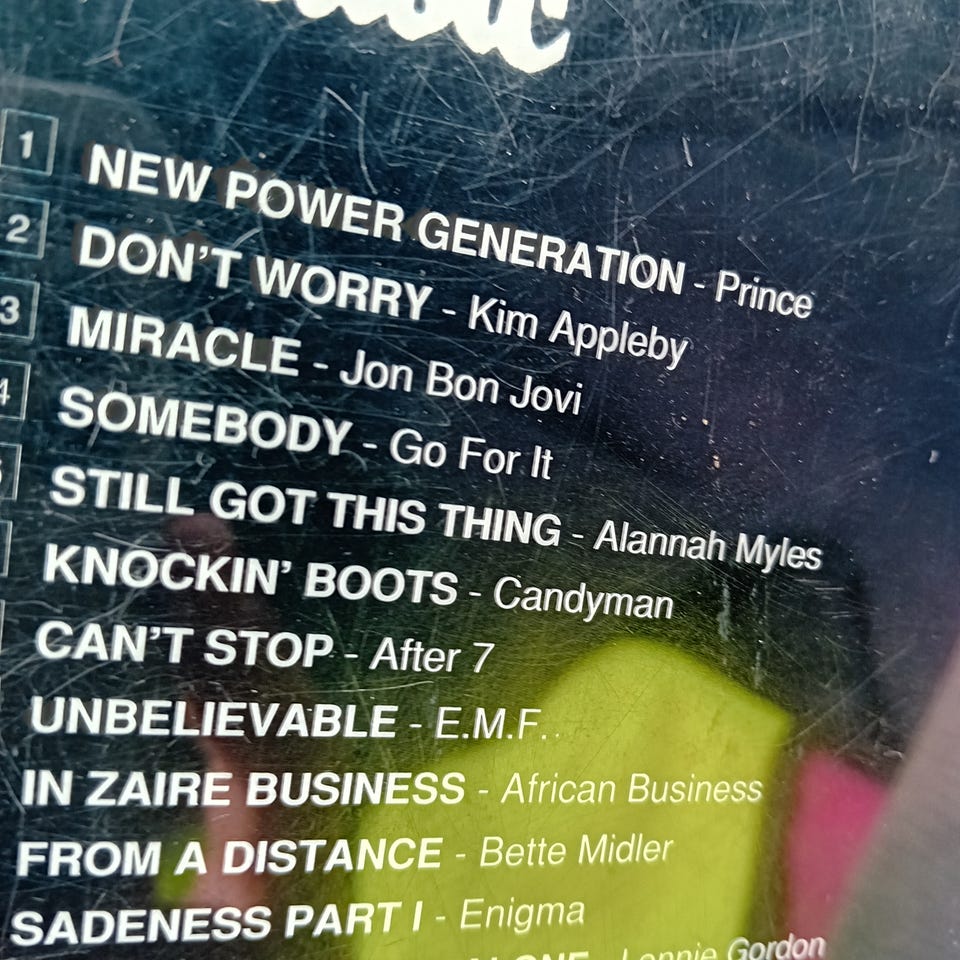 1 NEW POWER GENERATION - Prince
2 DON'T WORRY - Kim Appleby
3 MIRACLE - Jon Bon Jovi
4 SOMEBODY - Go For It
STILL GOT THIS THING - Alannah Myles
KNOCKIN' BOOTS - Candyman
CAN'T STOP - After 7
UNBELIEVABLE - E.M.F.
IN ZAIRE BUSINESS - African Business
FROM A DISTANCE - Bette Midler
SADENESS PART I - Enigma
ALONE - Lonnie Gordon